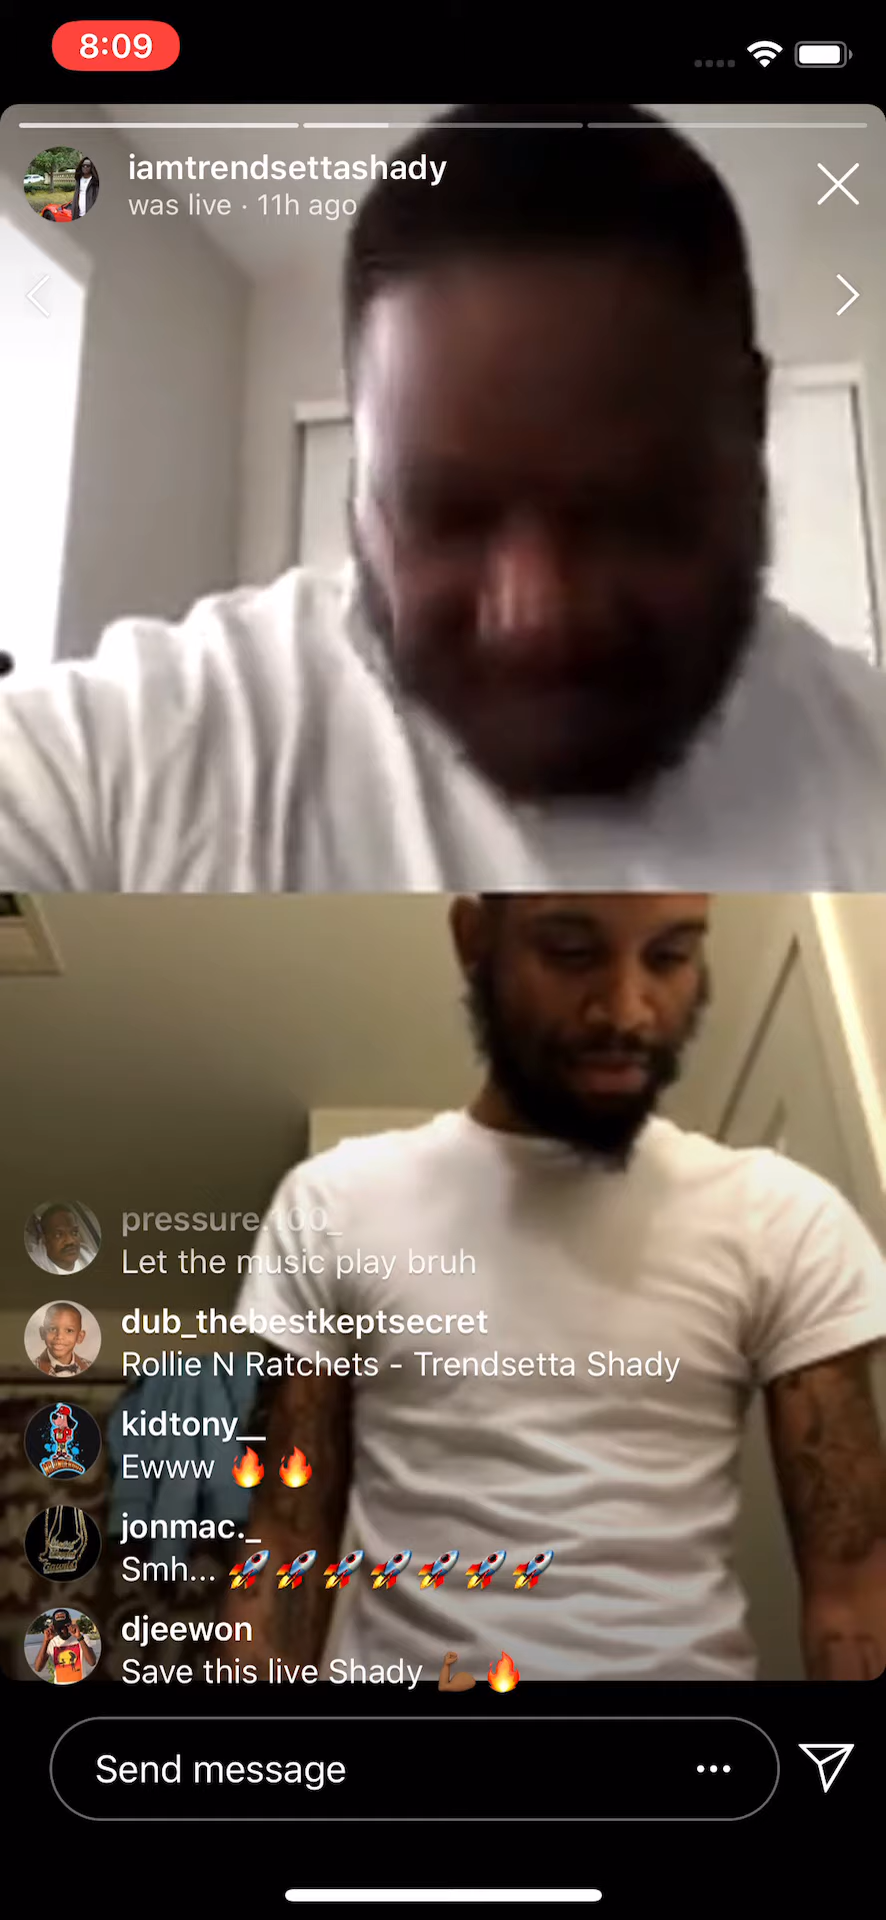 8:09
iamtrendsettashady
was live · 11h ago
pressure.100_
Let the music play bruh
dub_thebestkeptsecret
Rollie N Ratchets - Trendsetta Shady
kidtony__
Ewww 🔥🔥
jonmac._
Smh... 🚀🚀🚀🚀🚀🚀🚀
djeewon
Save this live Shady 💪🏾🔥
Send message